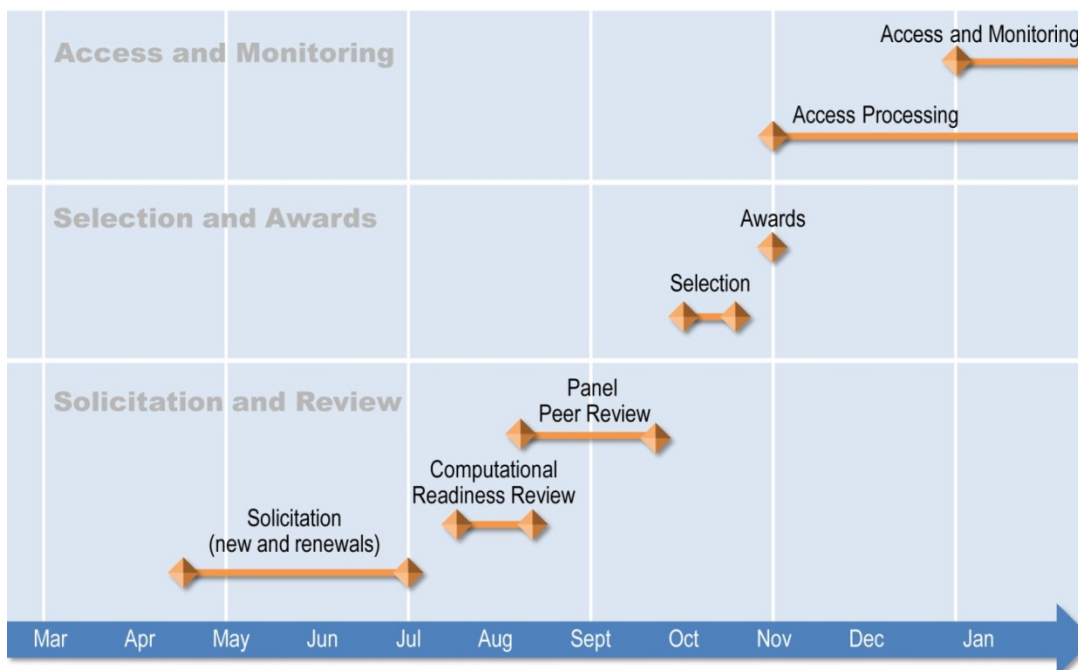 Access and Monitoring
Access and Monitoring
Access Processing
Selection and Awards
Awards
Selection
Solicitation and Review
Panel
Peer Review
Computational
Readiness Review
Solicitation
(new and renewals)
Mar Apr May Jun Jul Aug Sept Oct Nov Dec Jan